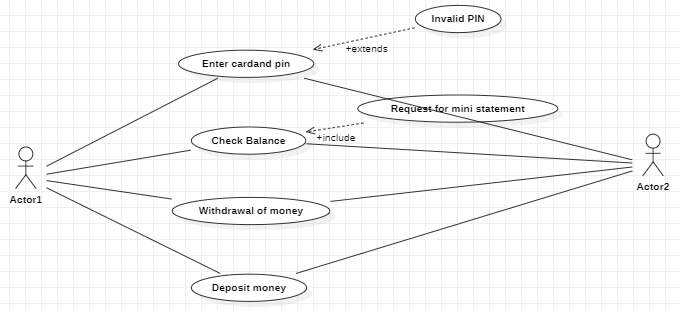 Invalid PIN
+extends
Enter cardand pin
Request for mini statement
+include
Check Balance
Actor1
Actor2
Withdrawal of money
Deposit money